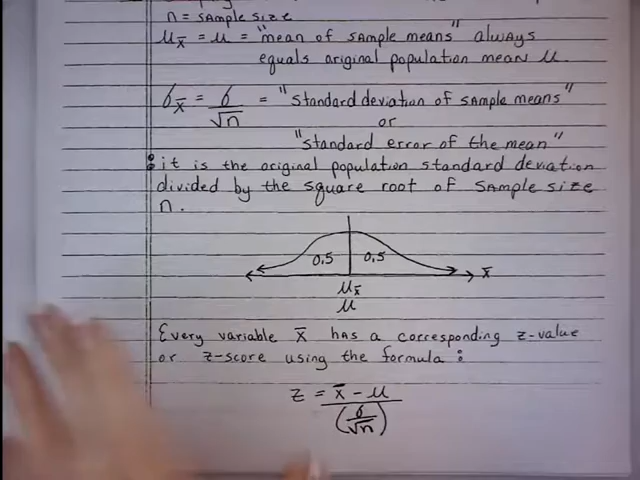 n = sample size
μx̄ = μ = "mean of sample means" always
equals original population mean μ.
σx̄ = σ/√n = "standard deviation of sample means"
or
"standard error of the mean"
: it is the original population standard deviation
divided by the square root of sample size
n.
0.5 0.5 x̄
μx̄
μ
Every variable x̄ has a corresponding z-value
or z-score using the formula :
z = x̄ - μ
(σ/√n)